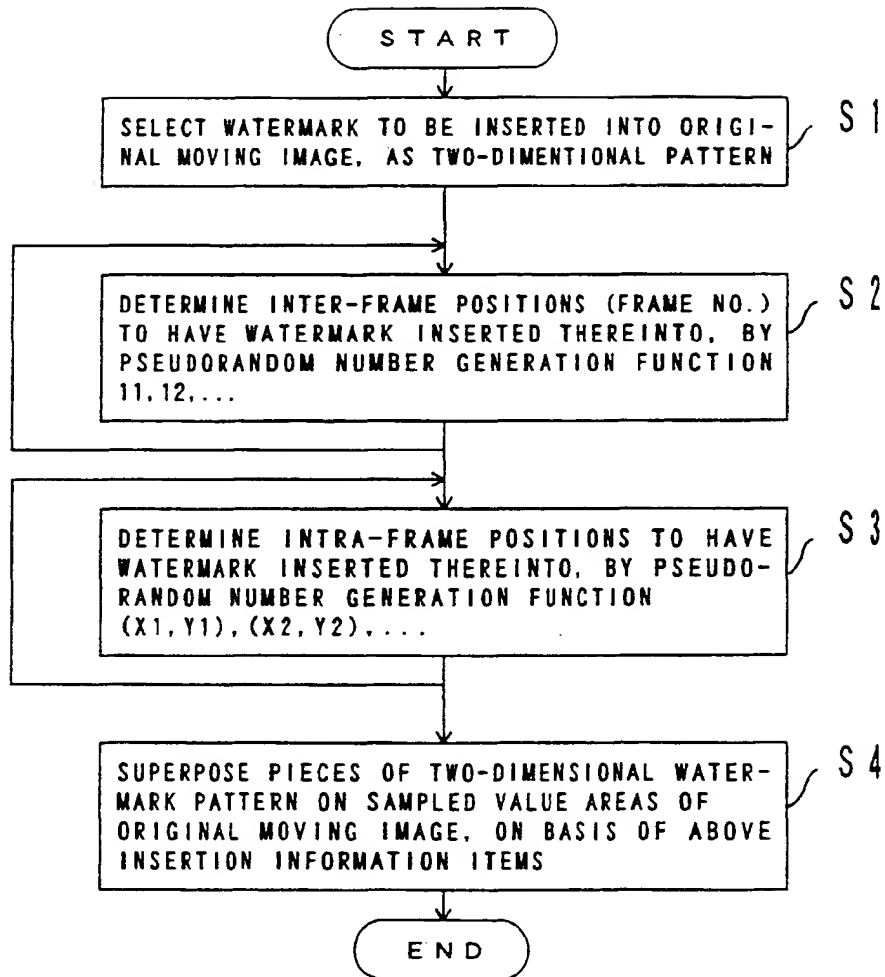 START
SELECT WATERMARK TO BE INSERTED INTO ORIGI-
NAL MOVING IMAGE, AS TWO-DIMENTIONAL PATTERN
S1
DETERMINE INTER-FRAME POSITIONS (FRAME NO.)
TO HAVE WATERMARK INSERTED THEREINTO, BY
PSEUDORANDOM NUMBER GENERATION FUNCTION
11,12,...
S2
DETERMINE INTRA-FRAME POSITIONS TO HAVE
WATERMARK INSERTED THEREINTO, BY PSEUDO-
RANDOM NUMBER GENERATION FUNCTION
(X1,Y1),(X2,Y2),...
S3
SUPERPOSE PIECES OF TWO-DIMENSIONAL WATER-
MARK PATTERN ON SAMPLED VALUE AREAS OF
ORIGINAL MOVING IMAGE, ON BASIS OF ABOVE
INSERTION INFORMATION ITEMS
S4
END